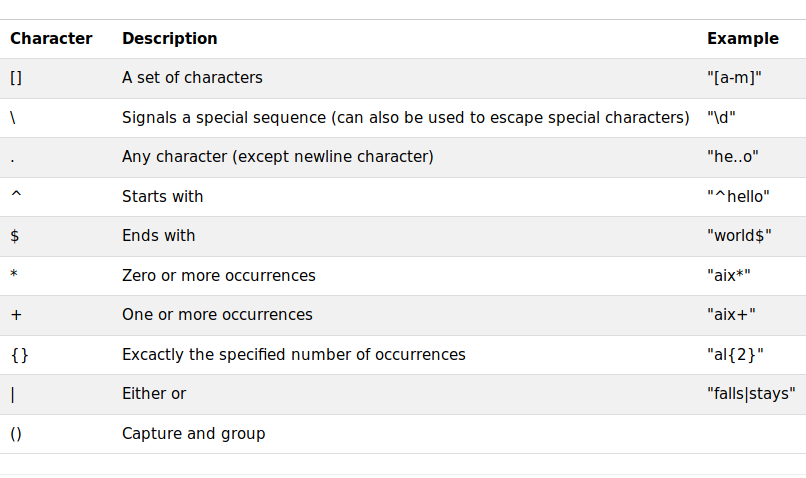 Character Description Example
[] A set of characters "[a-m]"
\ Signals a special sequence (can also be used to escape special characters) "\d"
. Any character (except newline character) "he..o"
^ Starts with "^hello"
$ Ends with "world$"
* Zero or more occurrences "aix*"
+ One or more occurrences "aix+"
{} Excactly the specified number of occurrences "al{2}"
| Either or "falls|stays"
() Capture and group